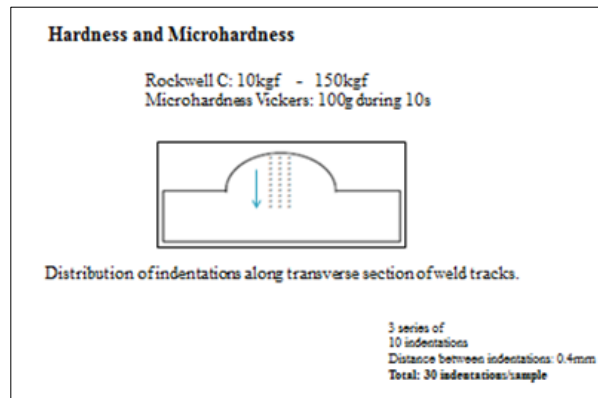 Hardness and Microhardness
Rockwell C: 10kgf - 150kgf
Microhardness Vickers: 100g during 10s
Distribution of indentations along transverse section of weld tracks.
3 series of
10 indentations
Distance between indentations: 0.4mm
Total: 30 indentations/sample